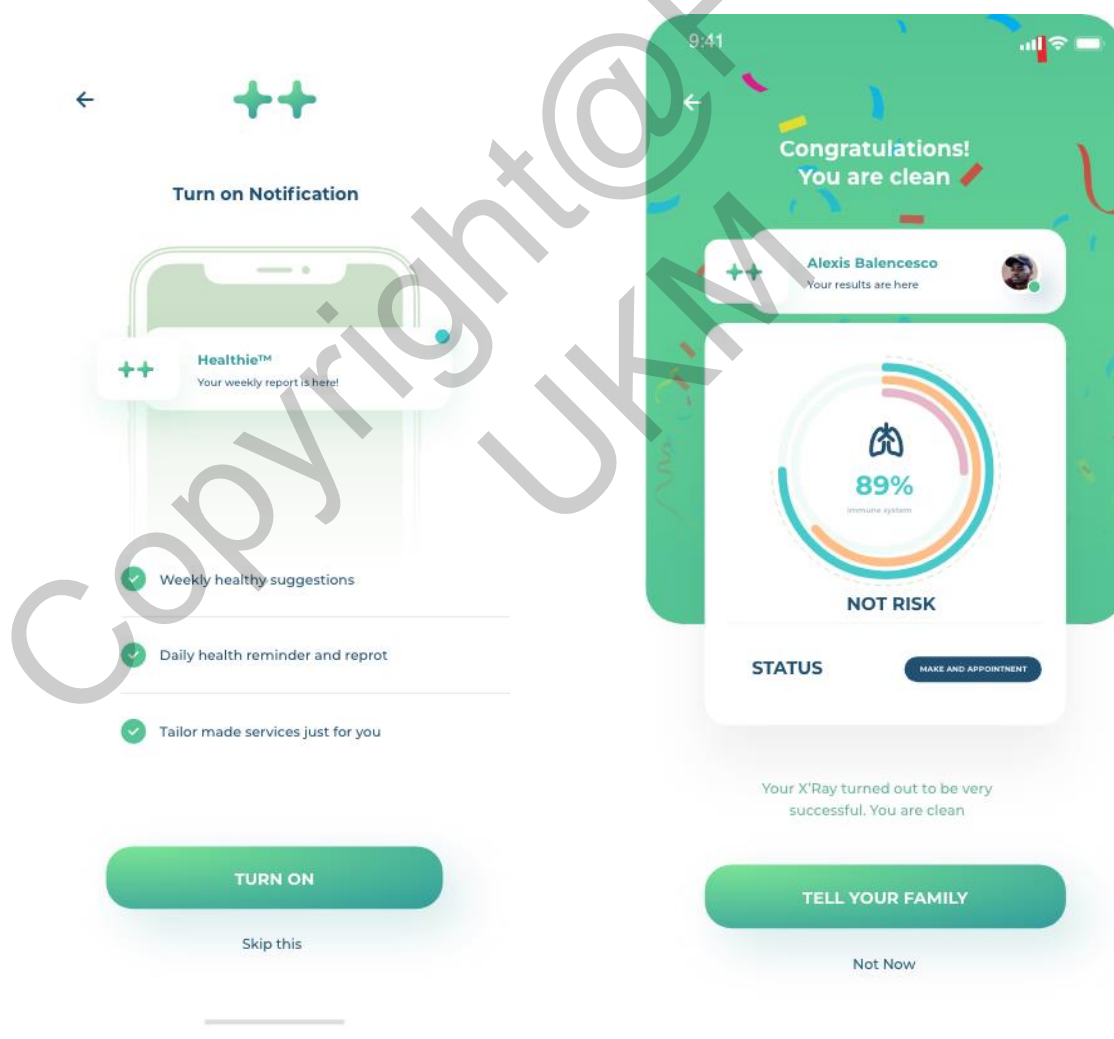 Turn on Notification
Healthie™
Your weekly report is here!
Weekly healthy suggestions
Daily health reminder and reprot
Tailor made services just for you
TURN ON
Skip this
9:41
Congratulations!
You are clean
Alexis Balencesco
Your results are here
89%
immune system
NOT RISK
STATUS
MAKE AND APPOINTNENT
Your X'Ray turned out to be very
successful. You are clean
TELL YOUR FAMILY
Not Now
Copyright@
UKM